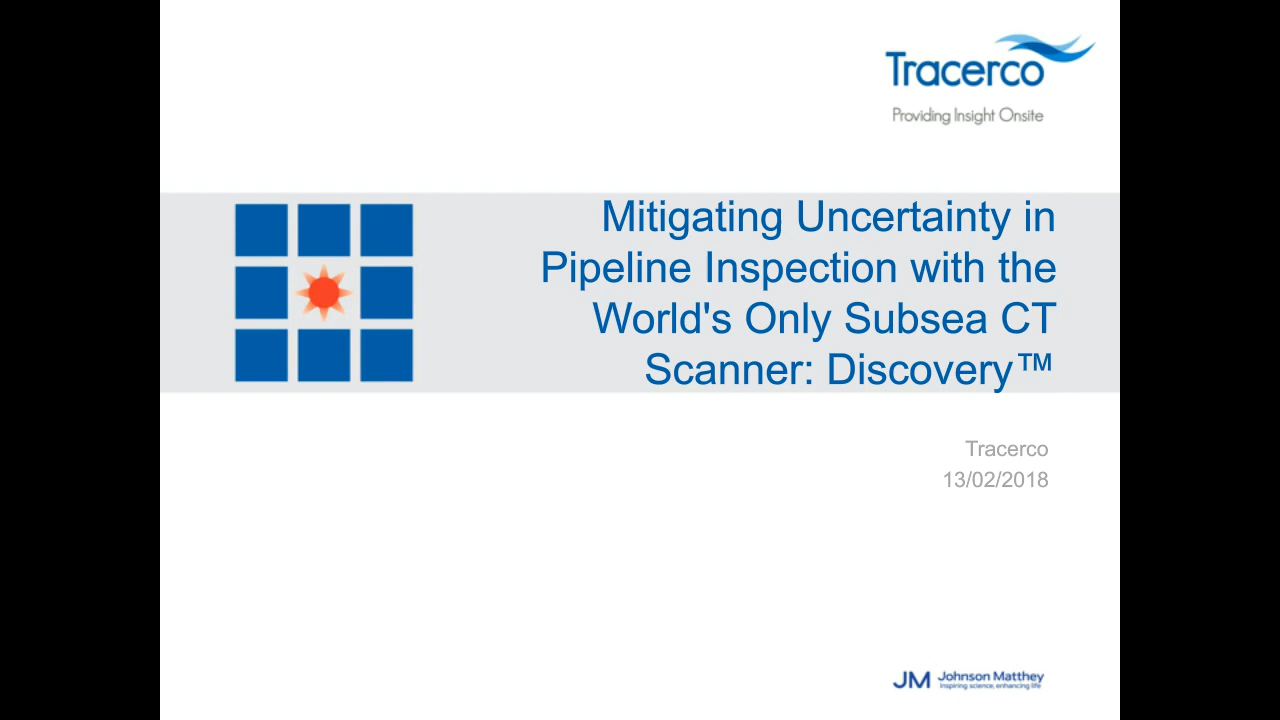 Tracerco
Providing Insight Onsite
Mitigating Uncertainty in
Pipeline Inspection with the
World's Only Subsea CT
Scanner: Discovery™
Tracerco
13/02/2018
JM Johnson Matthey
Inspiring science, enhancing life